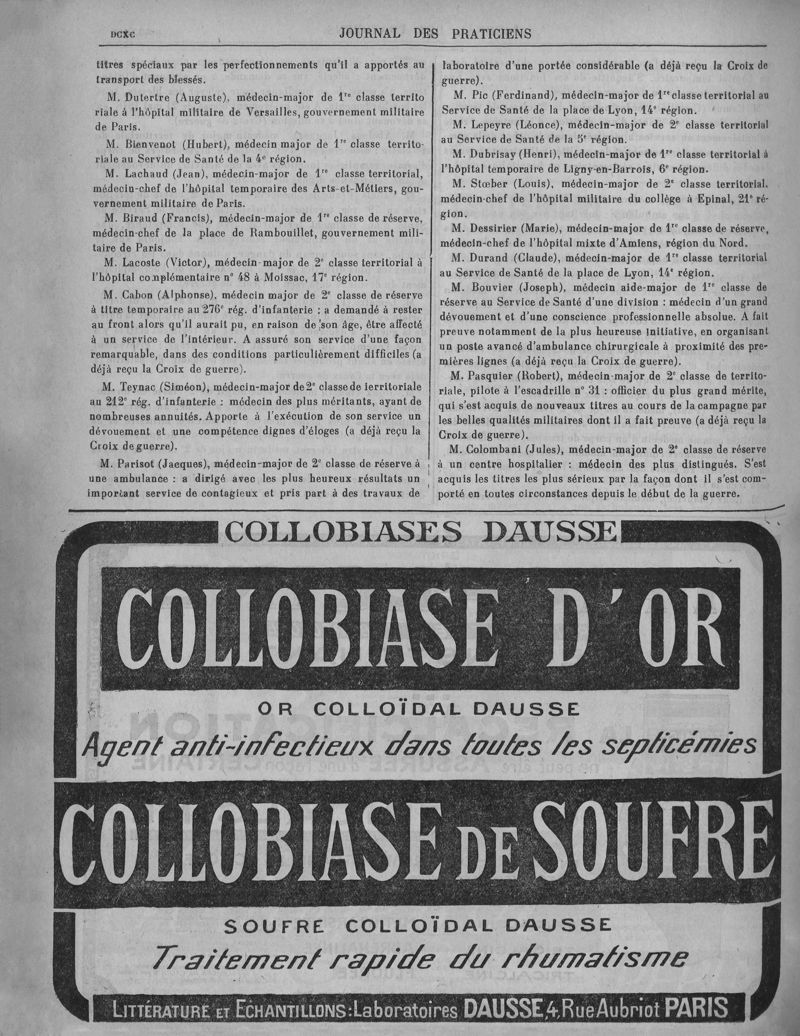 DCXC
JOURNAL DES PRATICIENS
titres spéciaux par les perfectionnements qu'il a apportés au
transport des blessés.
M. Dutertre (Auguste), médecin-major de 1re classe territo
riale à l'hôpital militaire de Versailles, gouvernement militaire
de Paris.
M. Bienvenot (Hubert), médecin major de 1re classe territo-
riale au Service de Santé de la 4e région.
M. Lachaud (Jean), médecin-major de 1re classe territorial,
médecin-chef de l'hôpital temporaire des Arts-et-Métiers, gou-
vernement militaire de Paris.
M. Biraud (Francis), médecin-major de 1re classe de réserve,
médecin-chef de la place de Rambouillet, gouvernement mili-
taire de Paris.
M. Lacoste (Victor), médecin-major de 2e classe territorial à
l'hôpital complémentaire n° 48 à Moissac, 17e région.
M. Cabon (Alphonse), médecin major de 2e classe de réserve
à titre temporaire au 276e rég. d'infanterie : a demandé à rester
au front alors qu'il aurait pu, en raison de son âge, être affecté
à un service de l'intérieur. A assuré son service d'une façon
remarquable, dans des conditions particulièrement difficiles (a
déjà reçu la Croix de guerre).
M. Teynac (Siméon), médecin-major de 2e classe de territoriale
au 212e rég. d'infanterie : médecin des plus méritants, ayant de
nombreuses annuités. Apporte à l'exécution de son service un
dévouement et une compétence dignes d'éloges (a déjà reçu la
Croix de guerre).
M. Parisot (Jacques), médecin-major de 2e classe de réserve à
une ambulance : a dirigé avec les plus heureux résultats un
important service de contagieux et pris part à des travaux de
laboratoire d'une portée considérable (a déjà reçu la Croix de
guerre).
M. Pic (Ferdinand), médecin-major de 1re classe territorial au
Service de Santé de la place de Lyon, 14e région.
M. Lepeyre (Léonce), médecin-major de 2e classe territorial
au Service de Santé de la 5e région.
M. Dubrisay (Henri), médecin-major de 1re classe territorial à
l'hôpital temporaire de Ligny-en-Barrois, 6e région.
M. Stœber (Louis), médecin-major de 2e classe territorial,
médecin-chef de l'hôpital militaire du collège à Epinal, 21e ré-
gion.
M. Dessirier (Marie), médecin-major de 1re classe de réserve,
médecin-chef de l'hôpital mixte d'Amiens, région du Nord.
M. Durand (Claude), médecin-major de 1re classe territorial
au Service de Santé de la place de Lyon, 14e région.
M. Bouvier (Joseph), médecin aide-major de 1re classe de
réserve au Service de Santé d'une division : médecin d'un grand
dévouement et d'une conscience professionnelle absolue. A fait
preuve notamment de la plus heureuse initiative, en organisant
un poste avancé d'ambulance chirurgicale à proximité des pre-
mières lignes (a déjà reçu la Croix de guerre).
M. Pasquier (Robert), médecin-major de 2e classe de territo-
riale, pilote à l'escadrille n° 31 : officier du plus grand mérite,
qui s'est acquis de nouveaux titres au cours de la campagne par
les belles qualités militaires dont il a fait preuve (a déjà reçu la
Croix de guerre).
M. Colombani (Jules), médecin-major de 2e classe de réserve
à un centre hospitalier : médecin des plus distingués. S'est
acquis les titres les plus sérieux par la façon dont il s'est com-
porté en toutes circonstances depuis le début de la guerre.
COLLOBIASES DAUSSE
COLLOBIASE D'OR
OR COLLOÏDAL DAUSSE
Agent anti-infectieux dans toutes les septicémies
COLLOBIASE DE SOUFRE
SOUFRE COLLOÏDAL DAUSSE
Traitement rapide du rhumatisme
LITTÉRATURE ET ECHANTILLONS: Laboratoires DAUSSE, 4, Rue Aubriot PARIS